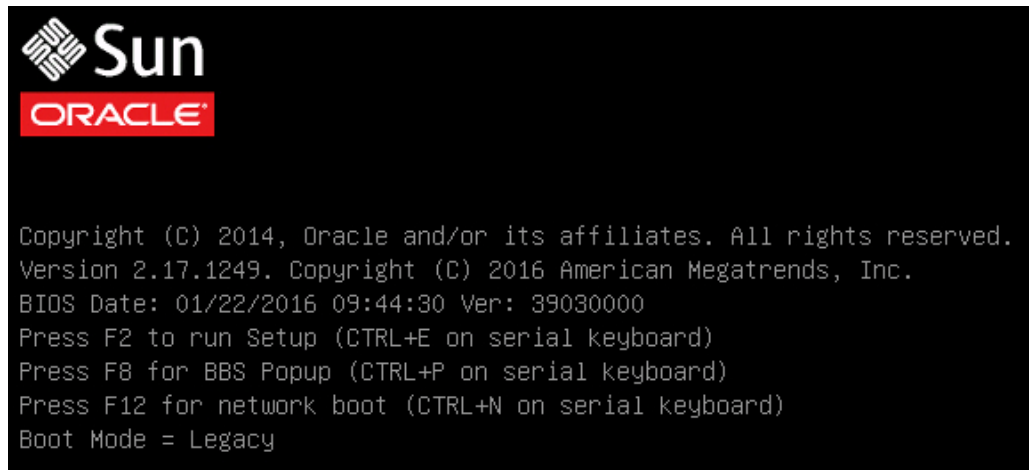 Sun
ORACLE®
Copyright (C) 2014, Oracle and/or its affiliates. All rights reserved.
Version 2.17.1249. Copyright (C) 2016 American Megatrends, Inc.
BIOS Date: 01/22/2016 09:44:30 Ver: 39030000
Press F2 to run Setup (CTRL+E on serial keyboard)
Press F8 for BBS Popup (CTRL+P on serial keyboard)
Press F12 for network boot (CTRL+N on serial keyboard)
Boot Mode = Legacy